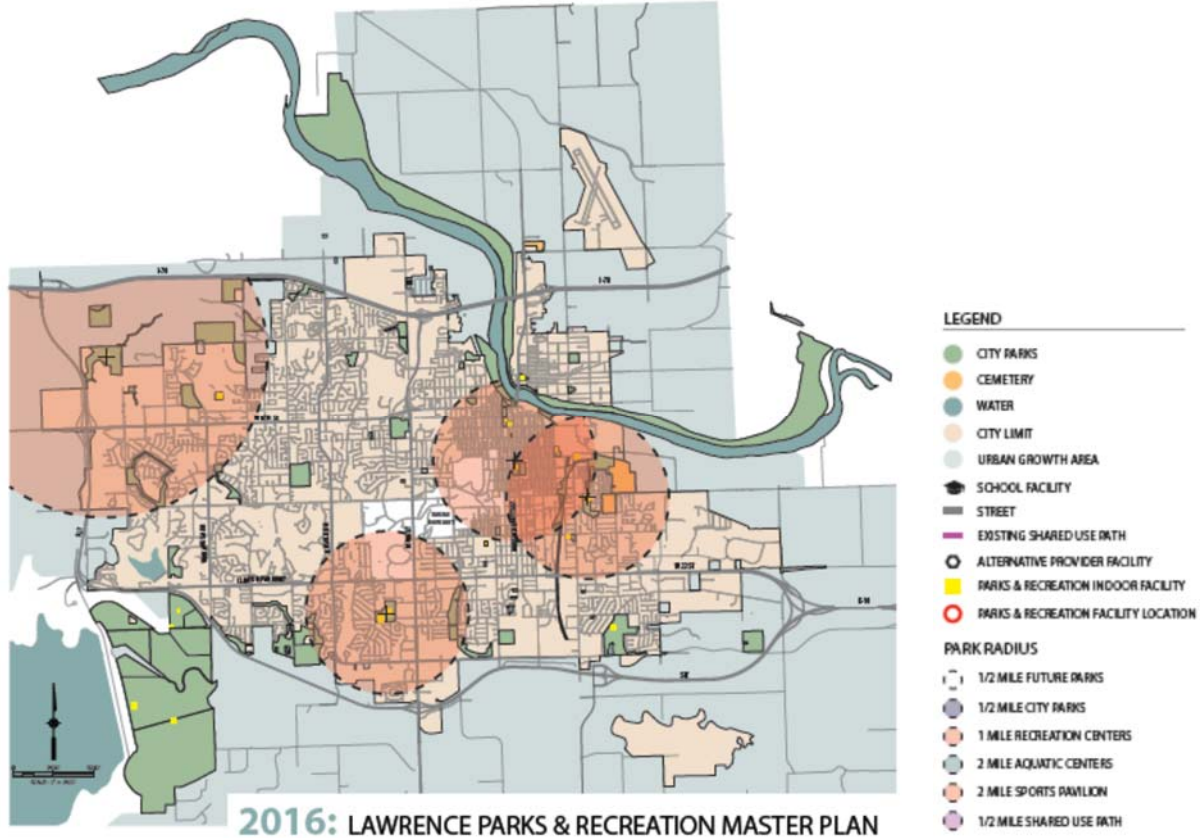 I-70
I-70
LEGEND
CITY PARKS
CEMETERY
WATER
CITY LIMIT
URBAN GROWTH AREA
SCHOOL FACILITY
STREET
EXISTING SHARED USE PATH
ALTERNATIVE PROVIDER FACILITY
PARKS & RECREATION INDOOR FACILITY
PARKS & RECREATION FACILITY LOCATION
PARK RADIUS
1/2 MILE FUTURE PARKS
1/2 MILE CITY PARKS
1 MILE RECREATION CENTERS
2 MILE AQUATIC CENTERS
2 MILE SPORTS PAVILION
1/2 MILE SHARED USE PATH
2016: LAWRENCE PARKS & RECREATION MASTER PLAN